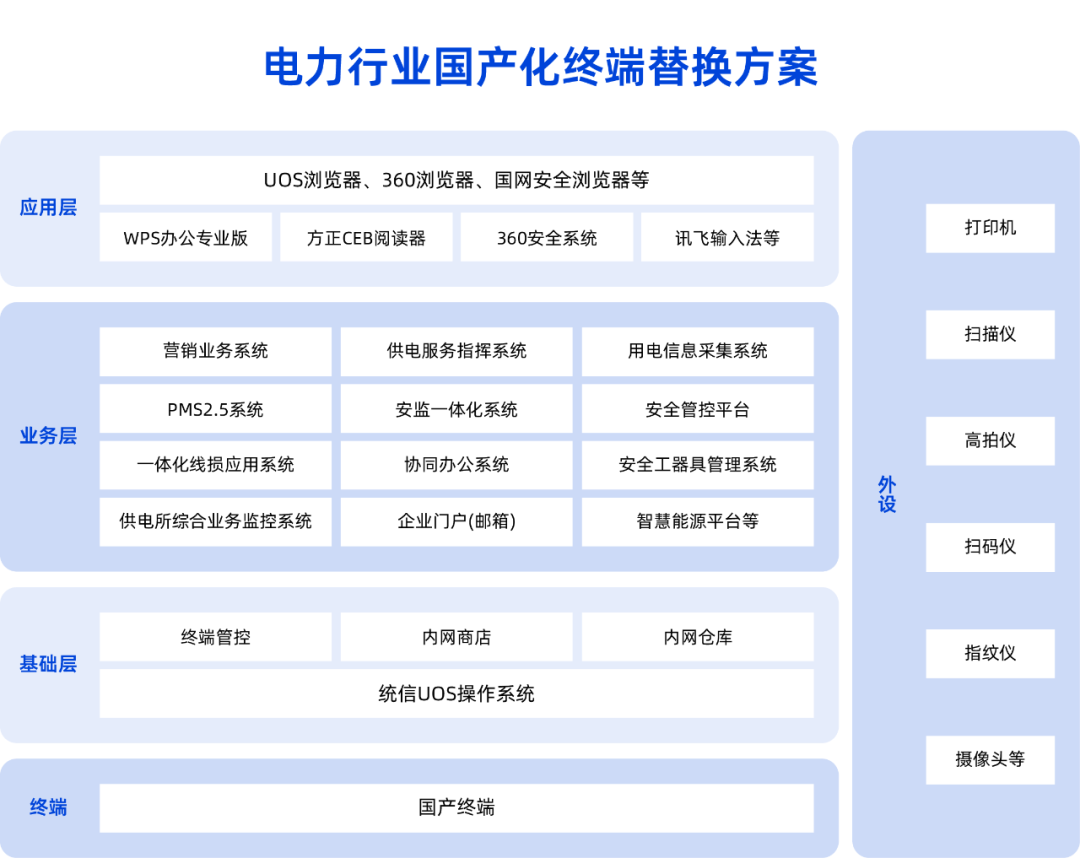 电力行业国产化终端替换方案
应用层
UOS浏览器、360浏览器、国网安全浏览器等
WPS办公专业版
方正CEB阅读器
360安全系统
讯飞输入法等
业务层
营销业务系统
供电服务指挥系统
用电信息采集系统
PMS2.5系统
安监一体化系统
安全管控平台
一体化线损应用系统
协同办公系统
安全工器具管理系统
供电所综合业务监控系统
企业门户(邮箱)
智慧能源平台等
基础层
终端管控
内网商店
内网仓库
统信UOS操作系统
终端
国产终端
外设
打印机
扫描仪
高拍仪
扫码仪
指纹仪
摄像头等